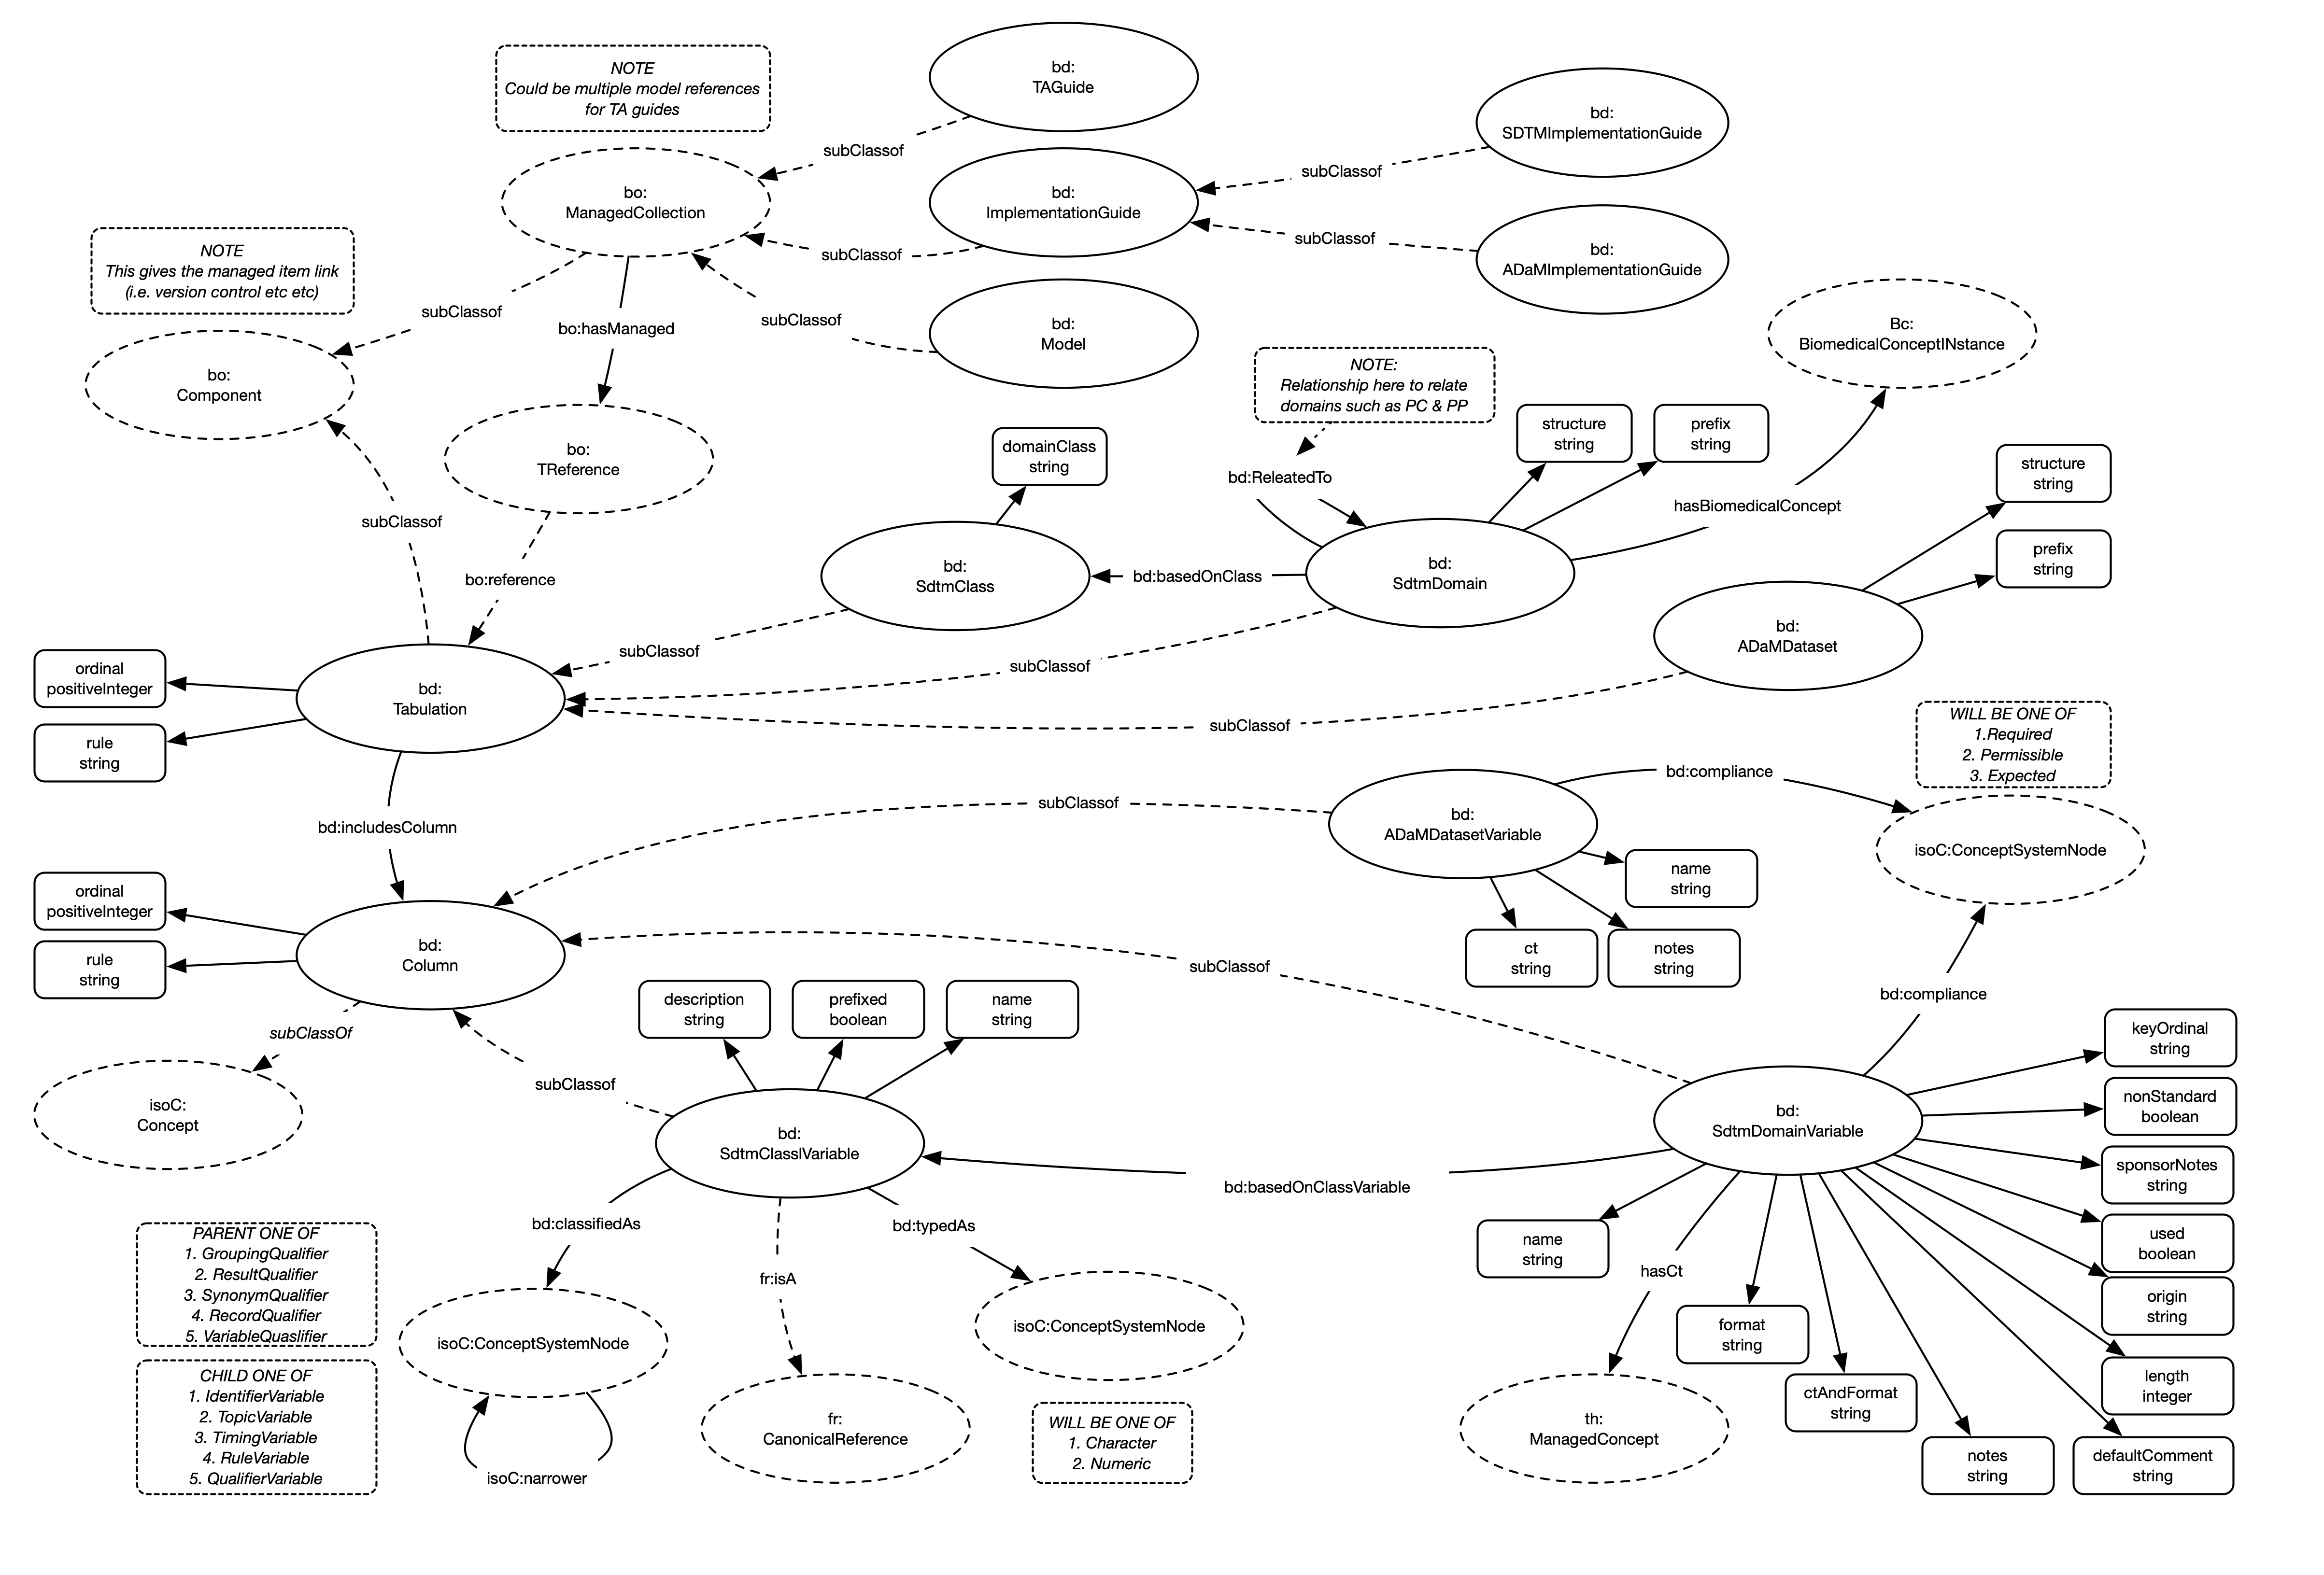 NOTE
Could be multiple model references
for TA guides
bd:
TAGuide
bd:
SDTMImplementationGuide
subClassof
subClassof
bo:
ManagedCollection
bd:
ImplementationGuide
NOTE
This gives the managed item link
(i.e. version control etc etc)
subClassof
subClassof
bd:
ADaMImplementationGuide
subClassof
bo:hasManaged
subClassof
bd:
Model
Bc:
BiomedicalConceptINstance
bo:
Component
NOTE:
Relationship here to relate
domains such as PC & PP
bo:
TReference
domainClass
string
structure
string
prefix
string
bd:ReleatedTo
structure
string
hasBiomedicalConcept
subClassof
prefix
string
bo:reference
bd:
SdtmClass
bd:basedOnClass
bd:
SdtmDomain
bd:
ADaMDataset
subClassof
subClassof
ordinal
positiveInteger
bd:
Tabulation
subClassof
rule
string
WILL BE ONE OF
1.Required
2. Permissible
3. Expected
bd:compliance
subClassof
bd:includesColumn
bd:
ADaMDatasetVariable
isoC:ConceptSystemNode
name
string
ordinal
positiveInteger
bd:
Column
rule
string
ct
string
notes
string
subClassof
bd:compliance
description
string
prefixed
boolean
name
string
subClassOf
keyOrdinal
string
subClassof
isoC:
Concept
nonStandard
boolean
bd:
SdtmClasslVariable
bd:
SdtmDomainVariable
sponsorNotes
string
bd:basedOnClassVariable
bd:classifiedAs
bd:typedAs
used
boolean
name
string
PARENT ONE OF
1. GroupingQualifier
2. ResultQualifier
3. SynonymQualifier
4. RecordQualifier
5. VariableQuaslifier
fr:isA
hasCt
origin
string
isoC:ConceptSystemNode
isoC:ConceptSystemNode
format
string
length
integer
CHILD ONE OF
1. IdentifierVariable
2. TopicVariable
3. TimingVariable
4. RuleVariable
5. QualifierVariable
ctAndFormat
string
fr:
CanonicalReference
WILL BE ONE OF
1. Character
2. Numeric
th:
ManagedConcept
notes
string
defaultComment
string
isoC:narrower